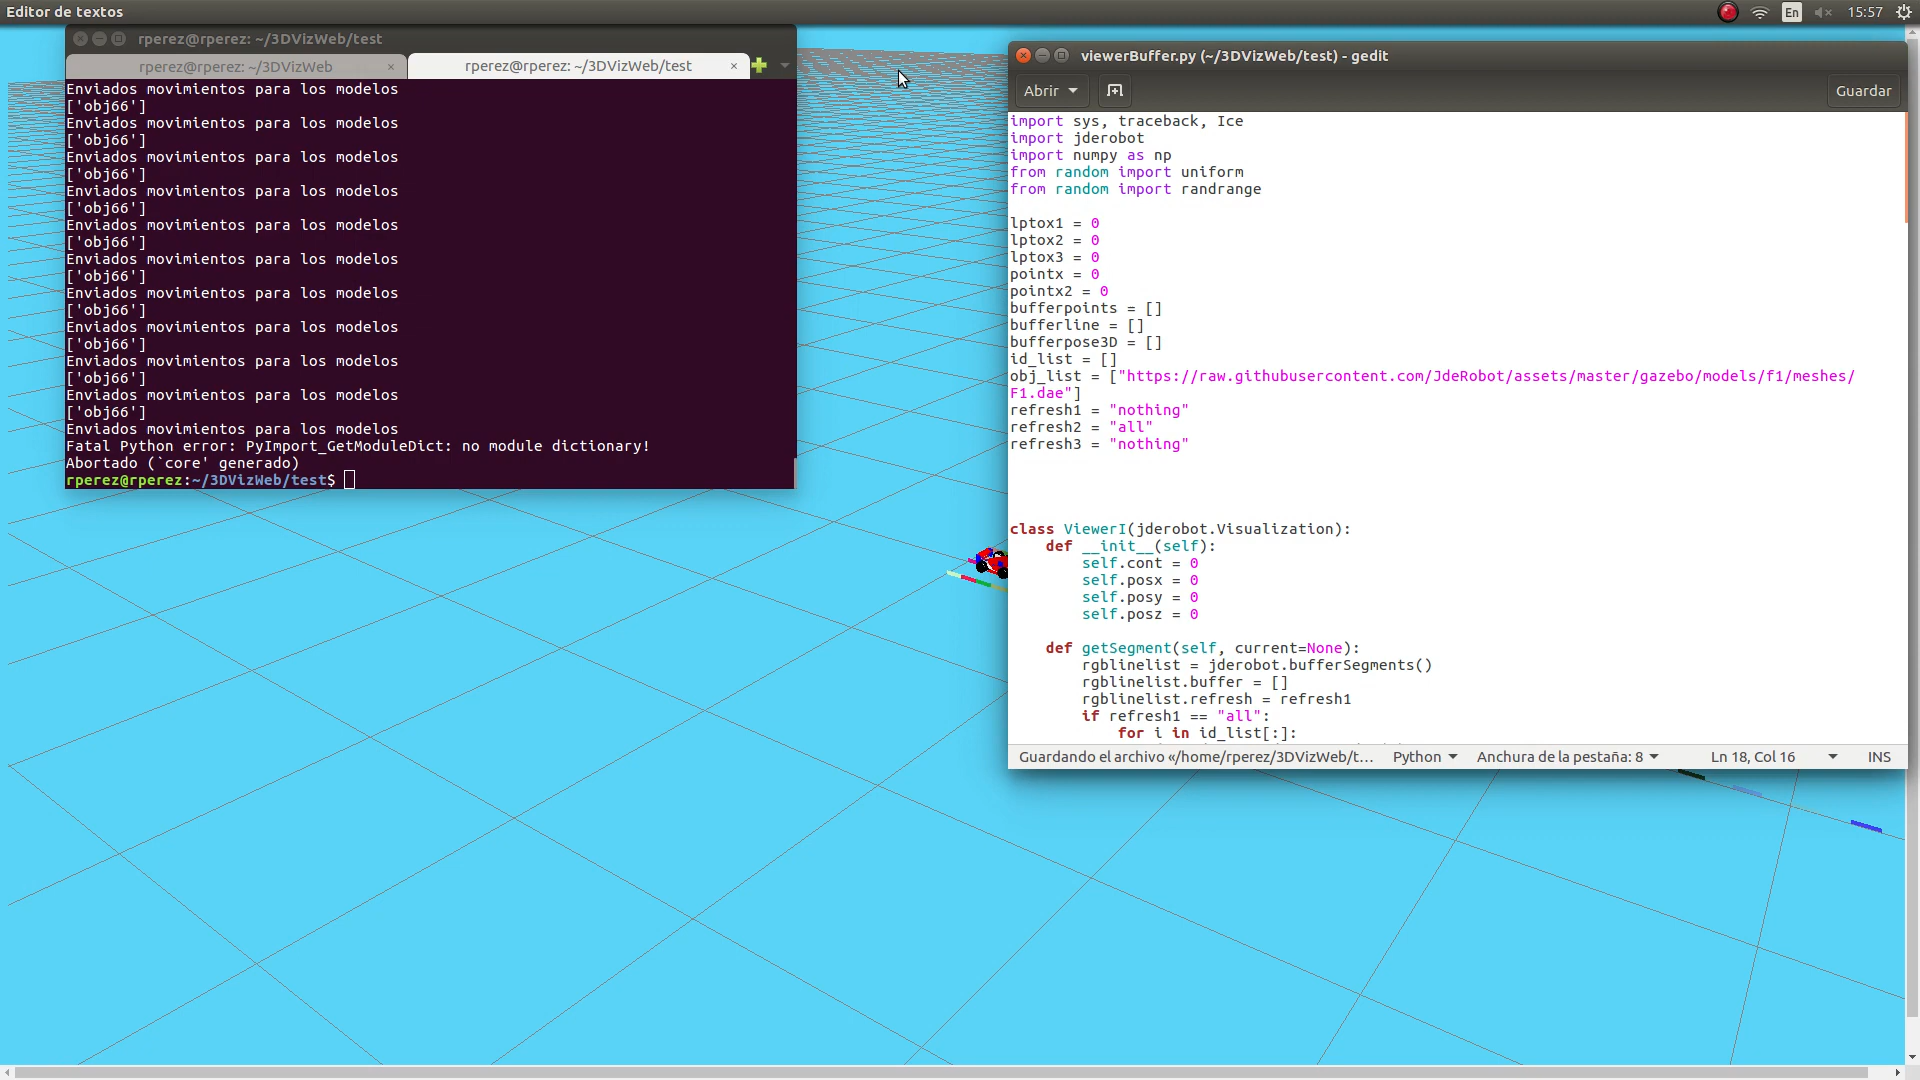 Editor de textos
En
15:57
rperez@rperez: ~/3DVizWeb/test
rperez@rperez: ~/3DVizWeb ×
rperez@rperez: ~/3DVizWeb/test ×
Enviados movimientos para los modelos
['obj66']
Enviados movimientos para los modelos
['obj66']
Enviados movimientos para los modelos
['obj66']
Enviados movimientos para los modelos
['obj66']
Enviados movimientos para los modelos
['obj66']
Enviados movimientos para los modelos
['obj66']
Enviados movimientos para los modelos
['obj66']
Enviados movimientos para los modelos
['obj66']
Enviados movimientos para los modelos
['obj66']
Enviados movimientos para los modelos
['obj66']
Enviados movimientos para los modelos
Fatal Python error: PyImport_GetModuleDict: no module dictionary!
Abortado (`core' generado)
rperez@rperez:~/3DVizWeb/test$
viewerBuffer.py (~/3DVizWeb/test) - gedit
Abrir
Guardar
import sys, traceback, Ice
import jderobot
import numpy as np
from random import uniform
from random import randrange
lptox1 = 0
lptox2 = 0
lptox3 = 0
pointx = 0
pointx2 = 0
bufferpoints = []
bufferline = []
bufferpose3D = []
id_list = []
obj_list = ["https://raw.githubusercontent.com/JdeRobot/assets/master/gazebo/models/f1/meshes/
F1.dae"]
refresh1 = "nothing"
refresh2 = "all"
refresh3 = "nothing"
class ViewerI(jderobot.Visualization):
    def __init__(self):
        self.cont = 0
        self.posx = 0
        self.posy = 0
        self.posz = 0
    def getSegment(self, current=None):
        rgblinelist = jderobot.bufferSegments()
        rgblinelist.buffer = []
        rgblinelist.refresh = refresh1
        if refresh1 == "all":
            for i in id_list[:]:
Guardando el archivo «/home/rperez/3DVizWeb/t...
Python
Anchura de la pestaña: 8
Ln 18, Col 16
INS